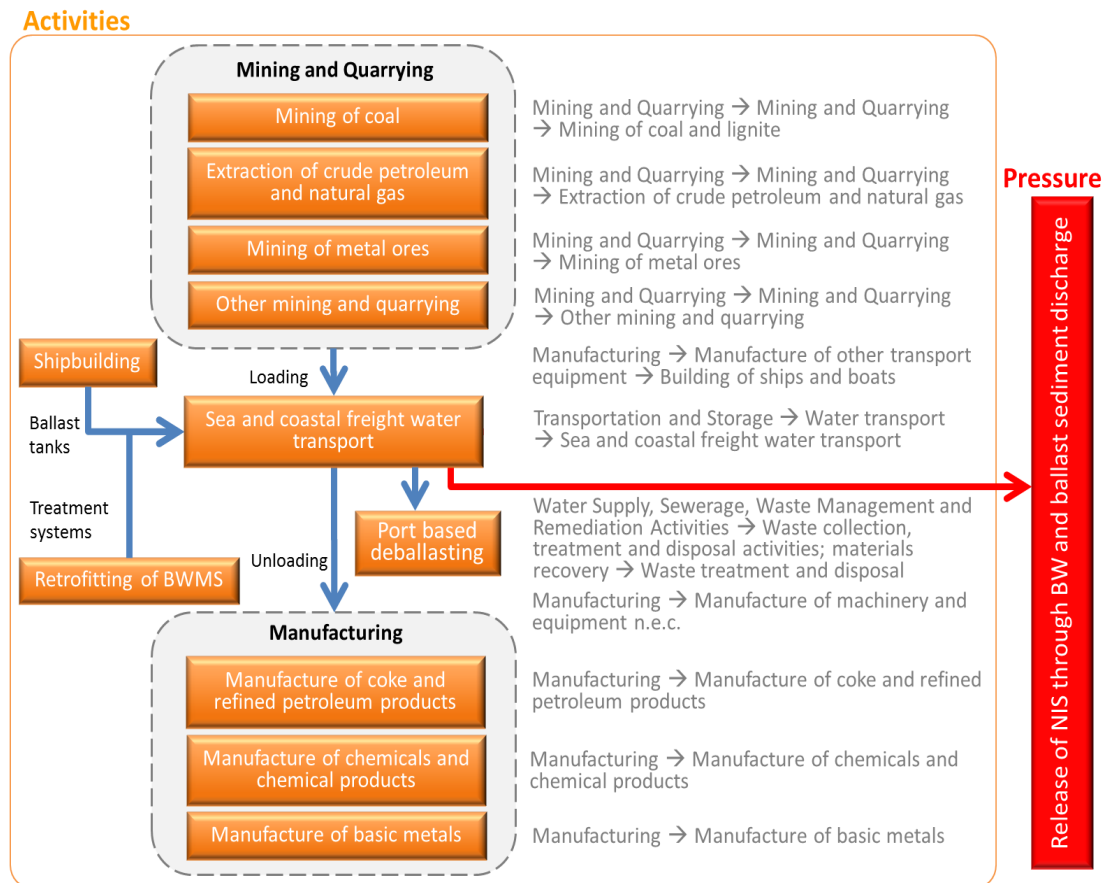 Activities
Mining and Quarrying
Mining of coal
Mining and Quarrying → Mining and Quarrying
→ Mining of coal and lignite
Extraction of crude petroleum
and natural gas
Mining and Quarrying → Mining and Quarrying
→ Extraction of crude petroleum and natural gas
Pressure
Mining of metal ores
Mining and Quarrying → Mining and Quarrying
→ Mining of metal ores
Other mining and quarrying
Mining and Quarrying → Mining and Quarrying
→ Other mining and quarrying
Shipbuilding
Loading
Manufacturing → Manufacture of other transport
equipment → Building of ships and boats
Ballast
tanks
Sea and coastal freight water
transport
Transportation and Storage → Water transport
→ Sea and coastal freight water transport
Treatment
systems
Port based
deballasting
Water Supply, Sewerage, Waste Management and
Remediation Activities → Waste collection,
treatment and disposal activities; materials
recovery → Waste treatment and disposal
Unloading
Retrofitting of BWMS
Manufacturing → Manufacture of machinery and
equipment n.e.c.
Manufacturing
Manufacture of coke and
refined petroleum products
Manufacturing → Manufacture of coke and refined
petroleum products
Manufacture of chemicals and
chemical products
Manufacturing → Manufacture of chemicals and
chemical products
Manufacture of basic metals
Manufacturing → Manufacture of basic metals
Release of NIS through BW and ballast sediment discharge